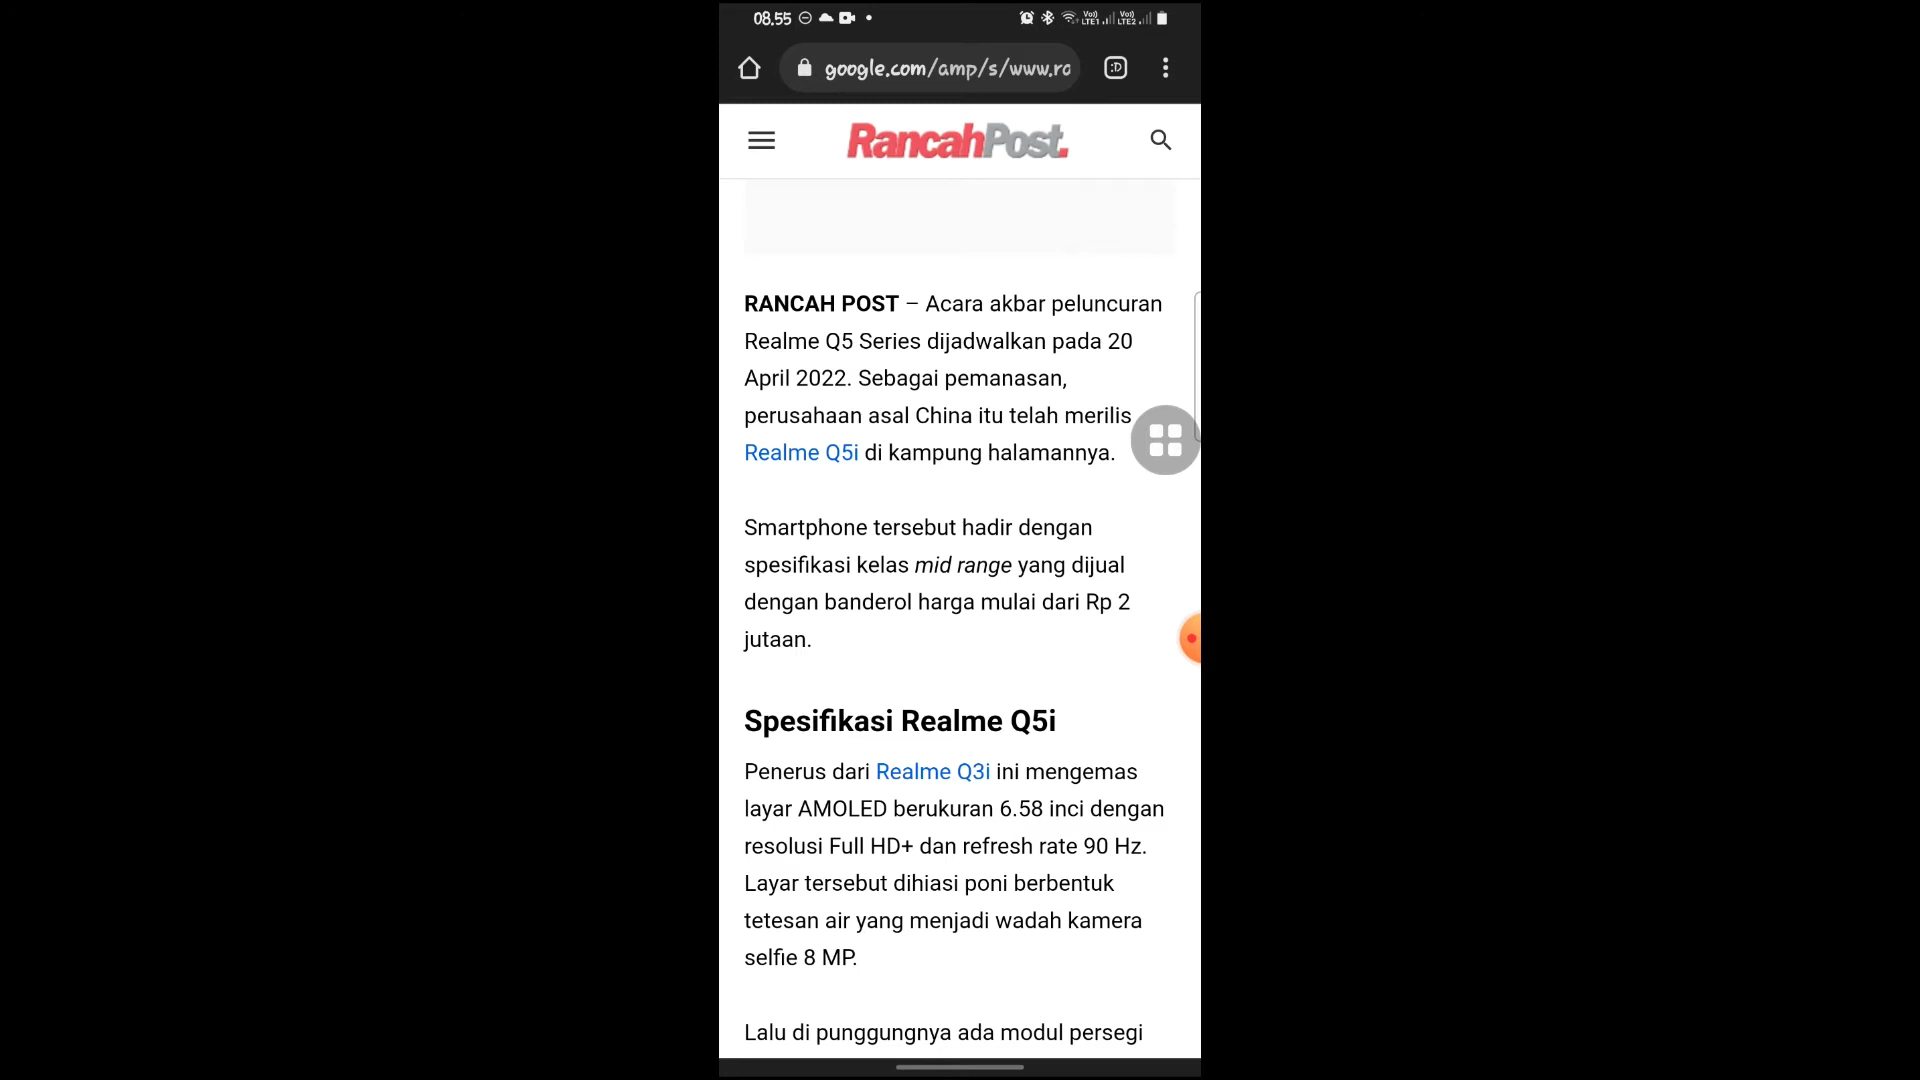 08.55
Vo)) LTE1 Vo)) LTE2
google.com/amp/s/www.ro
:D
RancahPost.
RANCAH POST – Acara akbar peluncuran
Realme Q5 Series dijadwalkan pada 20
April 2022. Sebagai pemanasan,
perusahaan asal China itu telah merilis
Realme Q5i di kampung halamannya.
Smartphone tersebut hadir dengan
spesifikasi kelas mid range yang dijual
dengan banderol harga mulai dari Rp 2
jutaan.
Spesifikasi Realme Q5i
Penerus dari Realme Q3i ini mengemas
layar AMOLED berukuran 6.58 inci dengan
resolusi Full HD+ dan refresh rate 90 Hz.
Layar tersebut dihiasi poni berbentuk
tetesan air yang menjadi wadah kamera
selfie 8 MP.
Lalu di punggungnya ada modul persegi